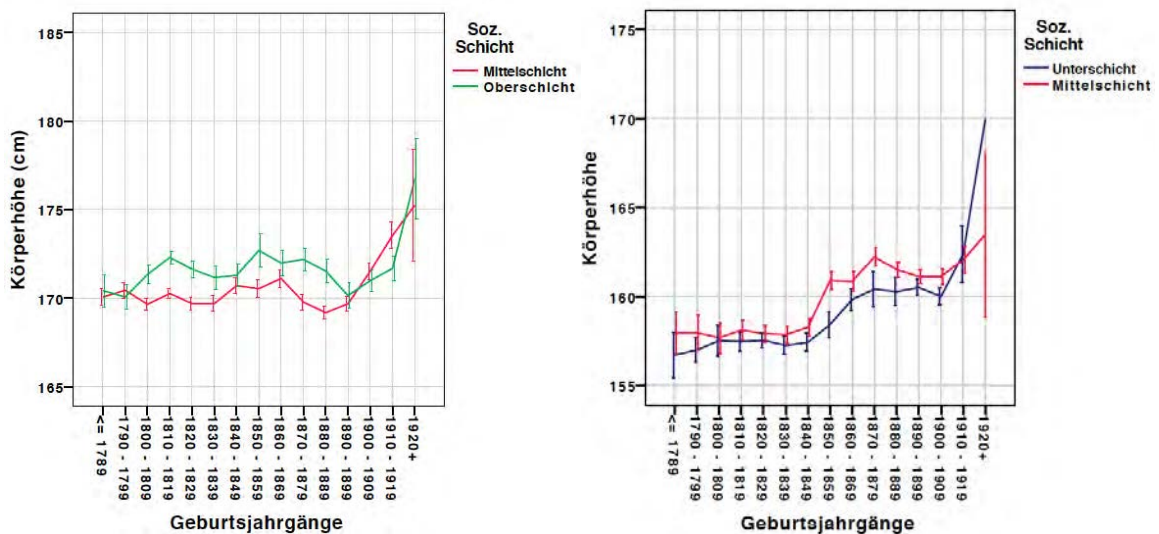 Körperhöhe (cm)
185
180
175
170
165
Soz.
Schicht
Mittelschicht
Oberschicht
<= 1789
1790 - 1799
1800 - 1809
1810 - 1819
1820 - 1829
1830 - 1839
1840 - 1849
1850 - 1859
1860 - 1869
1870 - 1879
1880 - 1889
1890 - 1899
1900 - 1909
1910 - 1919
1920+
Geburtsjahrgänge
Körperhöhe
175
170
165
160
155
Soz.
Schicht
Unterschicht
Mittelschicht
<= 1789
1790 - 1799
1800 - 1809
1810 - 1819
1820 - 1829
1830 - 1839
1840 - 1849
1850 - 1859
1860 - 1869
1870 - 1879
1880 - 1889
1890 - 1899
1900 - 1909
1910 - 1919
1920+
Geburtsjahrgänge